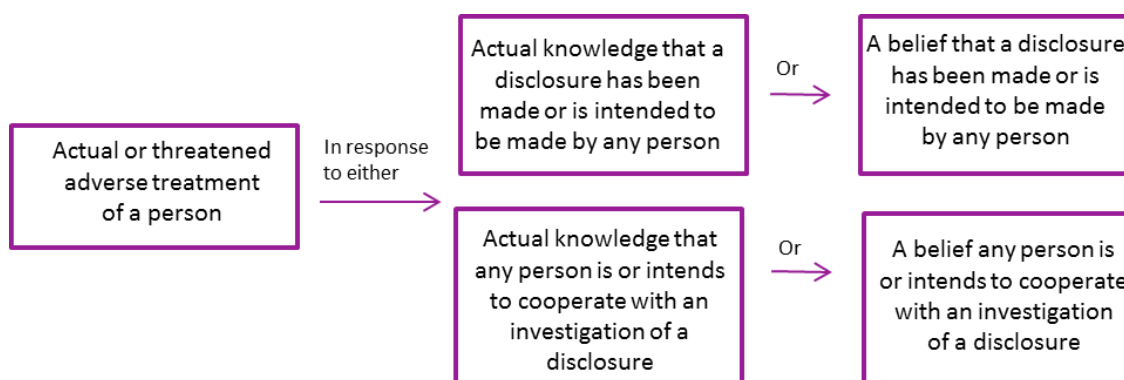 Actual or threatened
adverse treatment
of a person
In response
to either
Actual knowledge that a
disclosure has been
made or is intended to
be made by any person
Or
A belief that a disclosure
has been made or is
intended to be made
by any person
Actual knowledge that
any person is or intends
to cooperate with an
investigation of a
disclosure
Or
A belief any person is
or intends to cooperate
with an investigation
of a disclosure